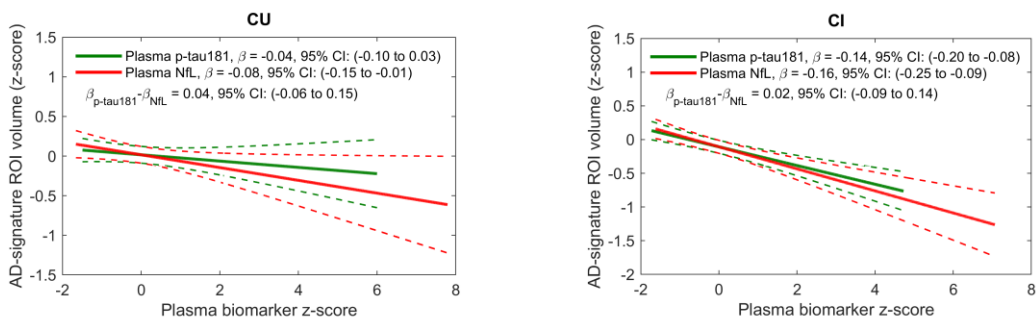 CU
Plasma p-tau181, β = -0.04, 95% CI: (-0.10 to 0.03)
Plasma NfL, β = -0.08, 95% CI: (-0.15 to -0.01)
βp-tau181-βNfL = 0.04, 95% CI: (-0.06 to 0.15)
AD-signature ROI volume (z-score)
1.5
1
0.5
0
-0.5
-1
-1.5
-2 0 2 4 6 8
Plasma biomarker z-score
CI
Plasma p-tau181, β = -0.14, 95% CI: (-0.20 to -0.08)
Plasma NfL, β = -0.16, 95% CI: (-0.25 to -0.09)
βp-tau181-βNfL = 0.02, 95% CI: (-0.09 to 0.14)
AD-signature ROI volume (z-score)
1.5
1
0.5
0
-0.5
-1
-1.5
-2
-2 0 2 4 6 8
Plasma biomarker z-score